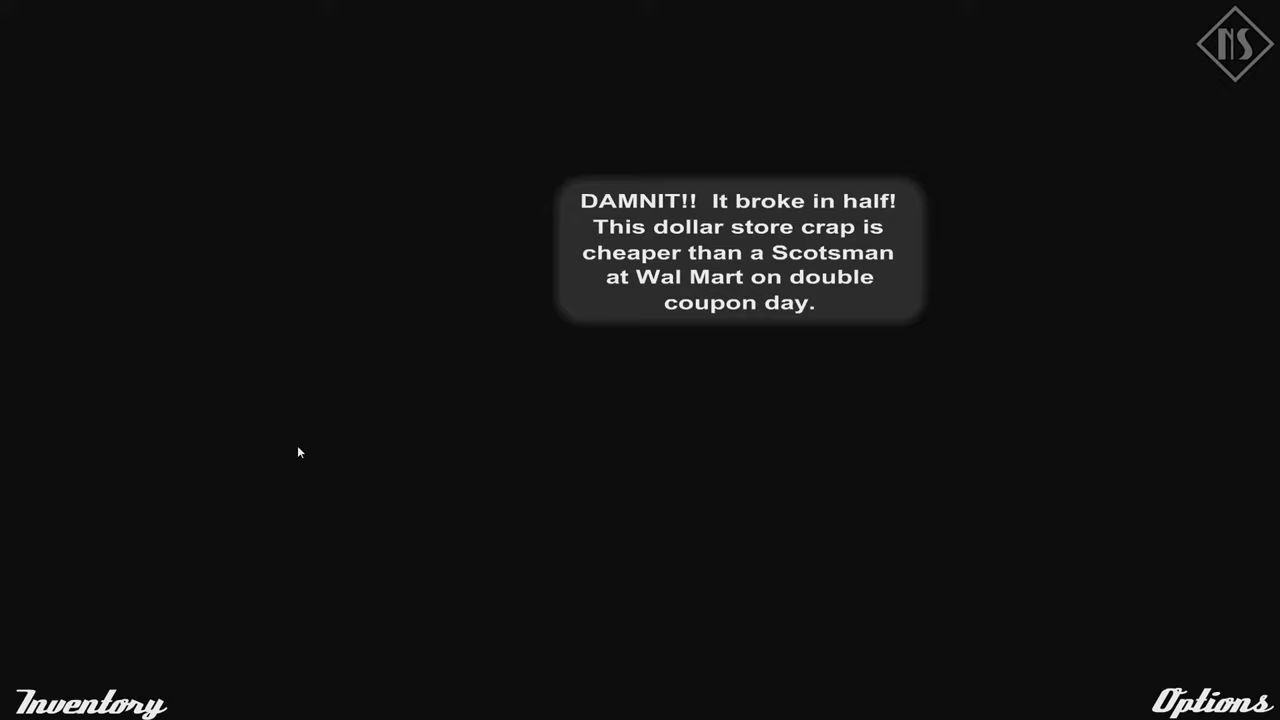 NS
DAMNIT!!  It broke in half!
This dollar store crap is
cheaper than a Scotsman
at Wal Mart on double
coupon day.
Inventory
Options